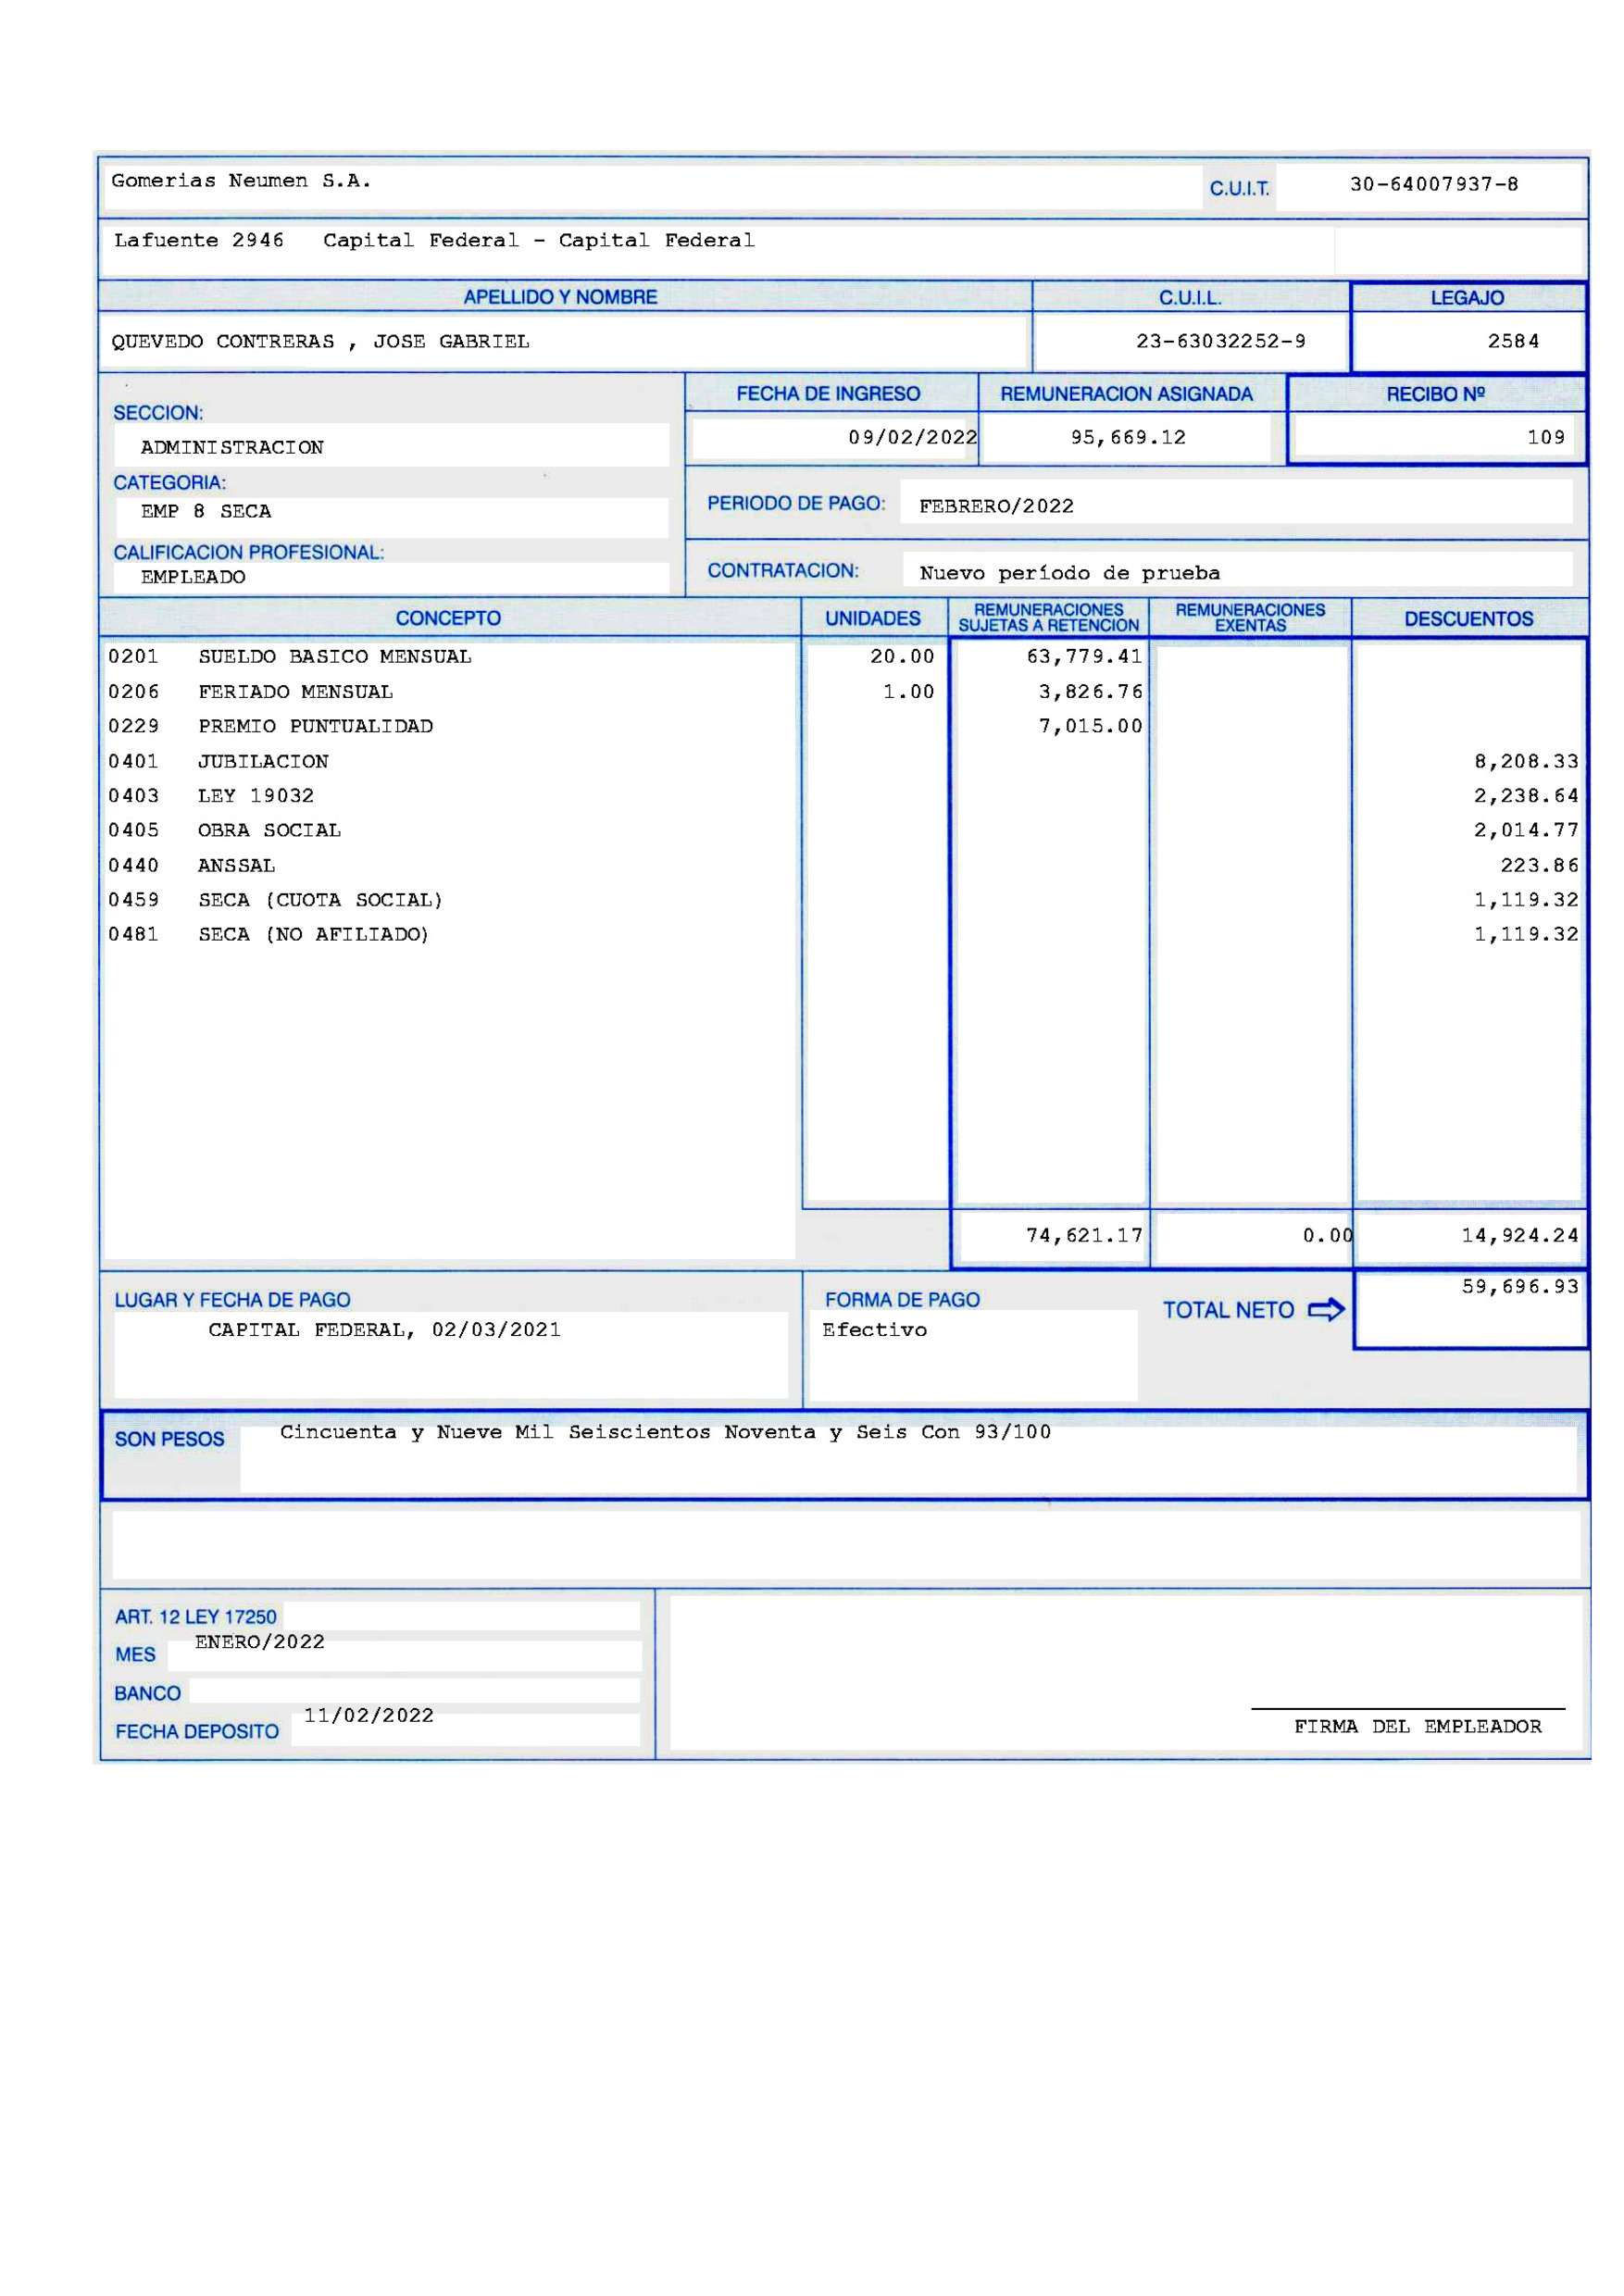 Gomerias Neumen S.A.
C.U.I.T. 30-64007937-8
Lafuente 2946 Capital Federal - Capital Federal
APELLIDO Y NOMBRE C.U.I.L. LEGAJO
QUEVEDO CONTRERAS , JOSE GABRIEL 23-63032252-9 2584
FECHA DE INGRESO REMUNERACION ASIGNADA RECIBO Nº
SECCION:
09/02/2022 95,669.12 109
ADMINISTRACION
CATEGORIA:
EMP 8 SECA
PERIODO DE PAGO: FEBRERO/2022
CALIFICACION PROFESIONAL:
EMPLEADO
CONTRATACION: Nuevo período de prueba
CONCEPTO UNIDADES REMUNERACIONES SUJETAS A RETENCION REMUNERACIONES EXENTAS DESCUENTOS
0201 SUELDO BASICO MENSUAL 20.00 63,779.41
0206 FERIADO MENSUAL 1.00 3,826.76
0229 PREMIO PUNTUALIDAD 7,015.00
0401 JUBILACION 8,208.33
0403 LEY 19032 2,238.64
0405 OBRA SOCIAL 2,014.77
0440 ANSSAL 223.86
0459 SECA (CUOTA SOCIAL) 1,119.32
0481 SECA (NO AFILIADO) 1,119.32
74,621.17 0.00 14,924.24
LUGAR Y FECHA DE PAGO FORMA DE PAGO TOTAL NETO 59,696.93
CAPITAL FEDERAL, 02/03/2021 Efectivo
SON PESOS Cincuenta y Nueve Mil Seiscientos Noventa y Seis Con 93/100
ART. 12 LEY 17250
MES ENERO/2022
BANCO
FECHA DEPOSITO 11/02/2022
FIRMA DEL EMPLEADOR